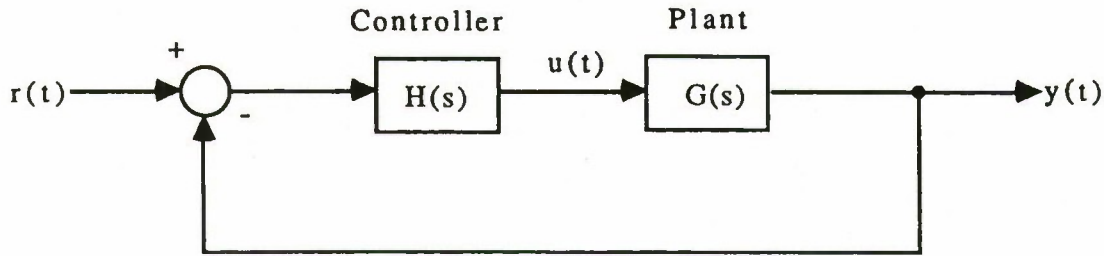 Controller Plant
+
r(t) H(s) u(t) G(s) y(t)
-